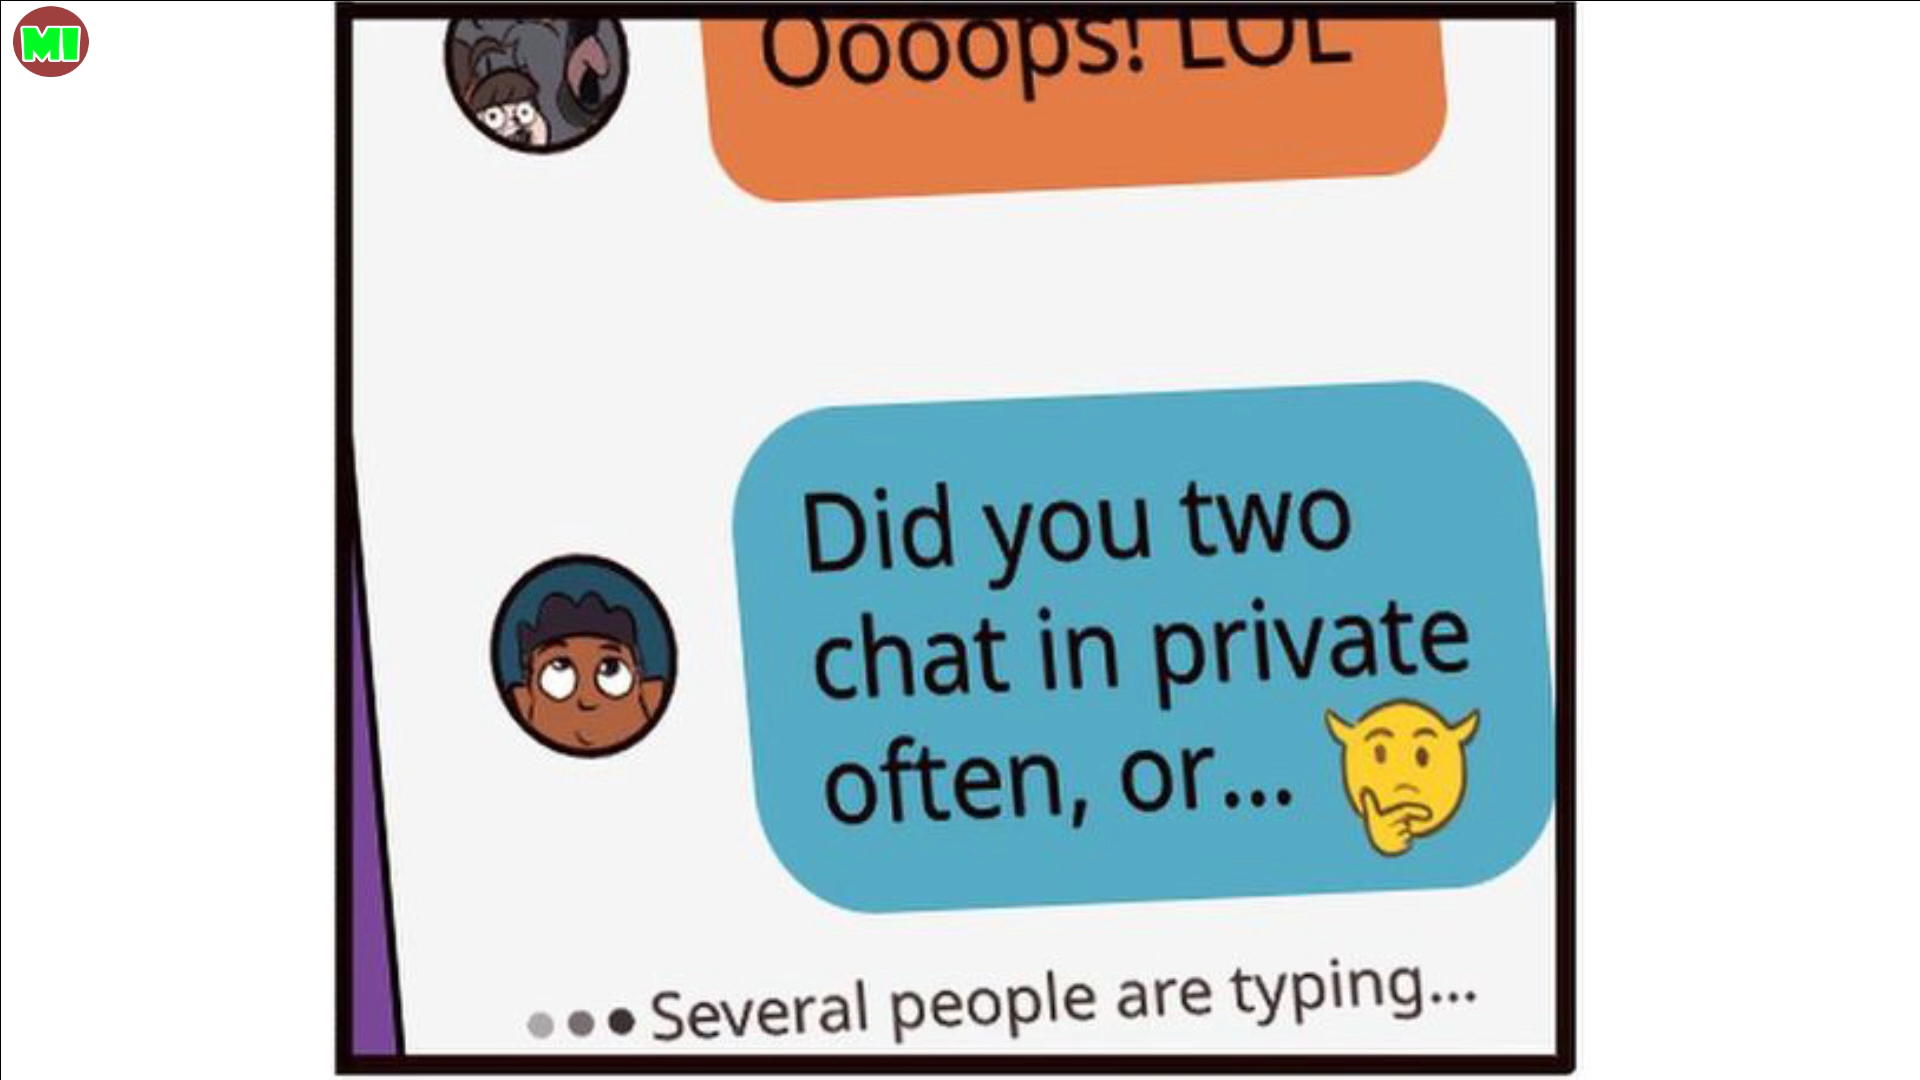 MI
Oooops! LOL
Did you two
chat in private
often, or...
Several people are typing...